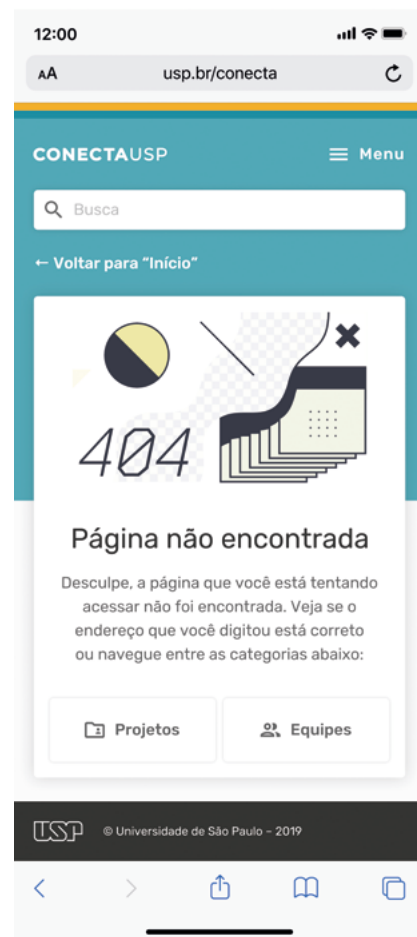 12:00
AA usp.br/conecta
CONECTAUSP Menu
Busca
← Voltar para “Início”
404
Página não encontrada
Desculpe, a página que você está tentando
acessar não foi encontrada. Veja se o
endereço que você digitou está correto
ou navegue entre as categorias abaixo:
Projetos Equipes
USP © Universidade de São Paulo – 2019